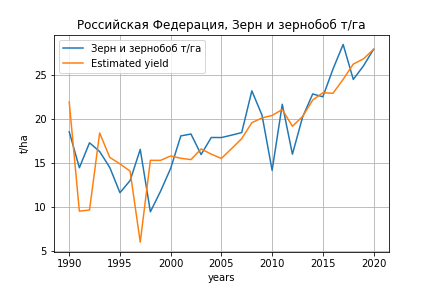 Российская Федерация, Зерн и зернобоб т/га
Зерн и зернобоб т/га
Estimated yield
25
20
15
10
5
t/ha
1990 1995 2000 2005 2010 2015 2020
years